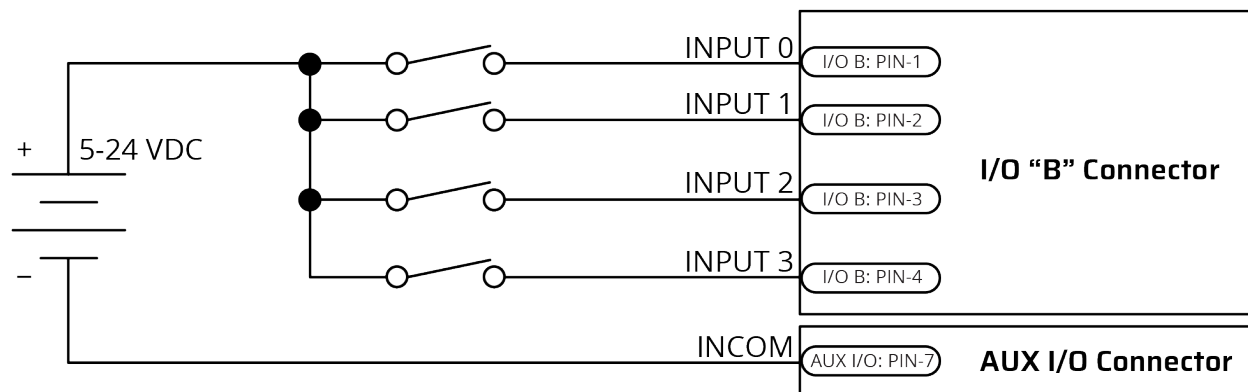 INPUT 0
I/O B: PIN-1
INPUT 1
I/O B: PIN-2
+
5-24 VDC
I/O “B” Connector
INPUT 2
I/O B: PIN-3
−
INPUT 3
I/O B: PIN-4
INCOM
AUX I/O: PIN-7
AUX I/O Connector